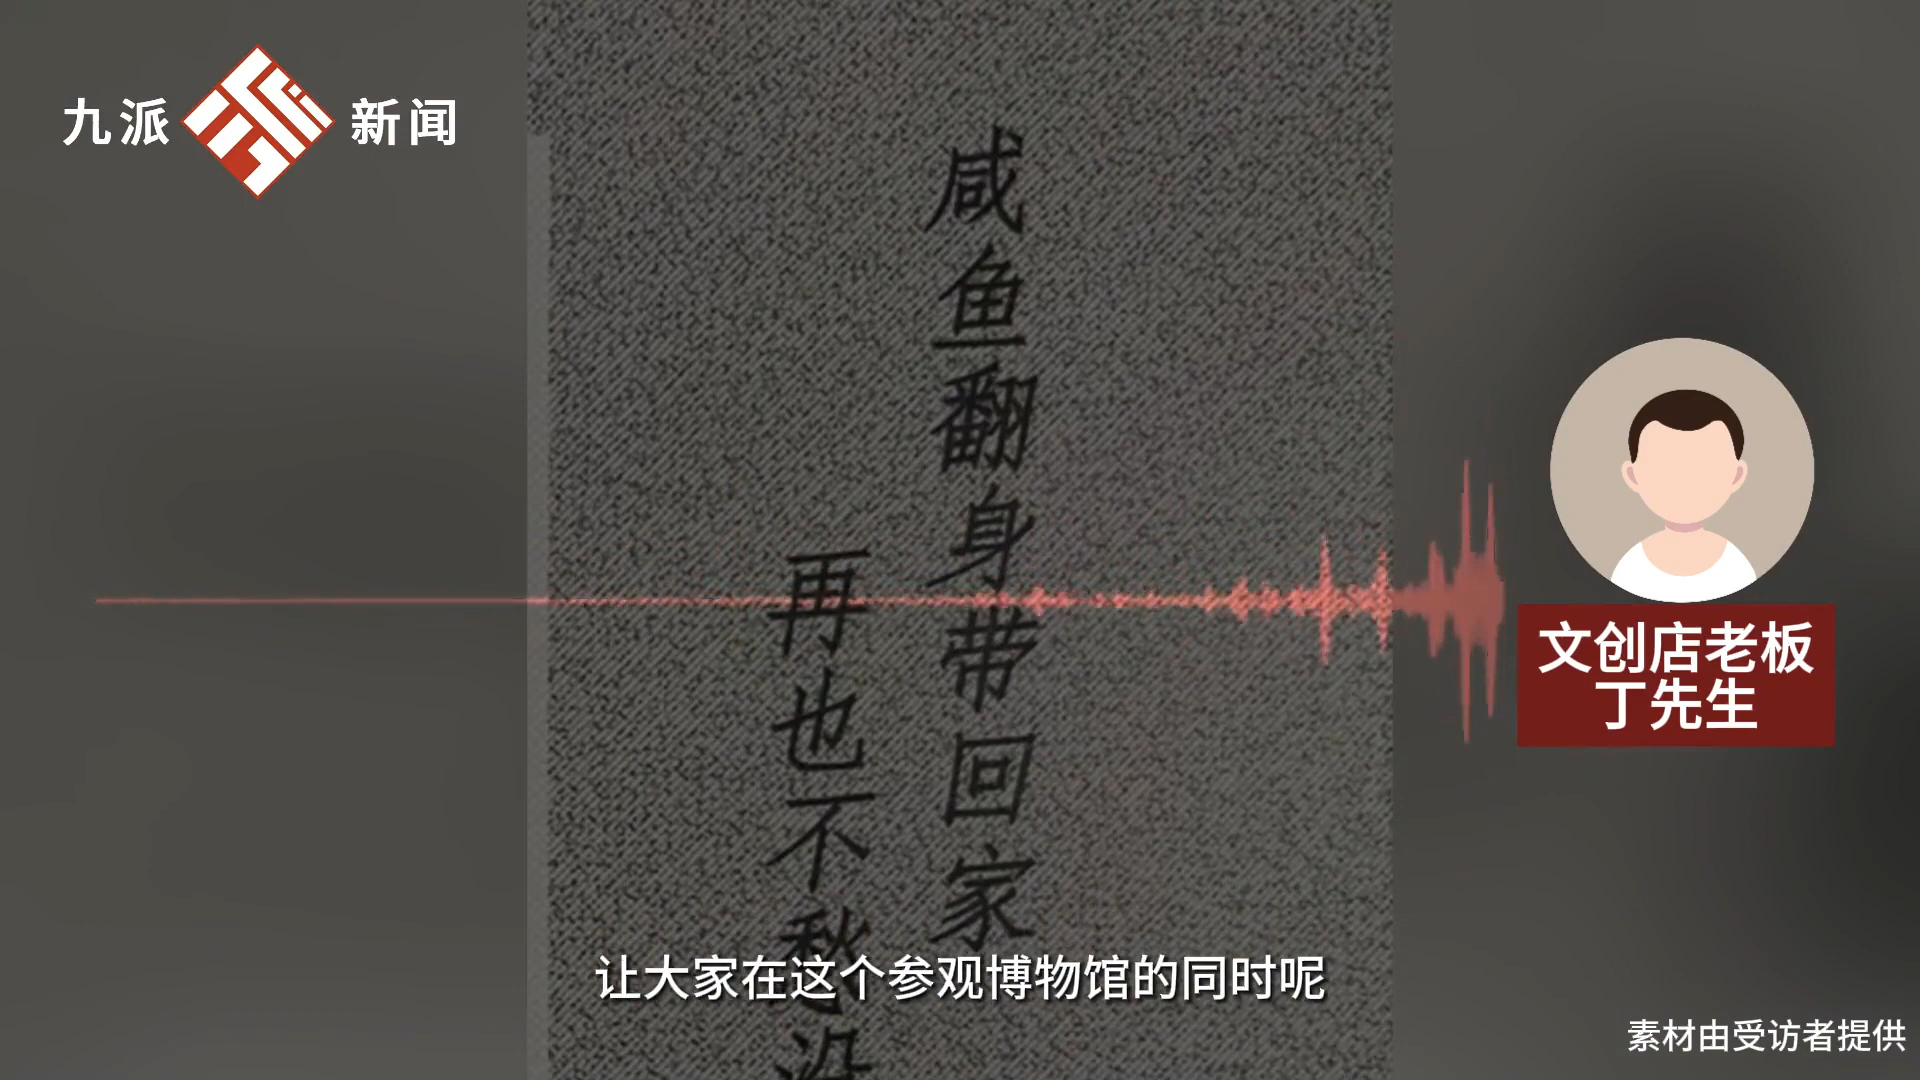 九派新闻
咸鱼翻身带回家
再也不愁没
文创店老板
丁先生
让大家在这个参观博物馆的同时呢
素材由受访者提供